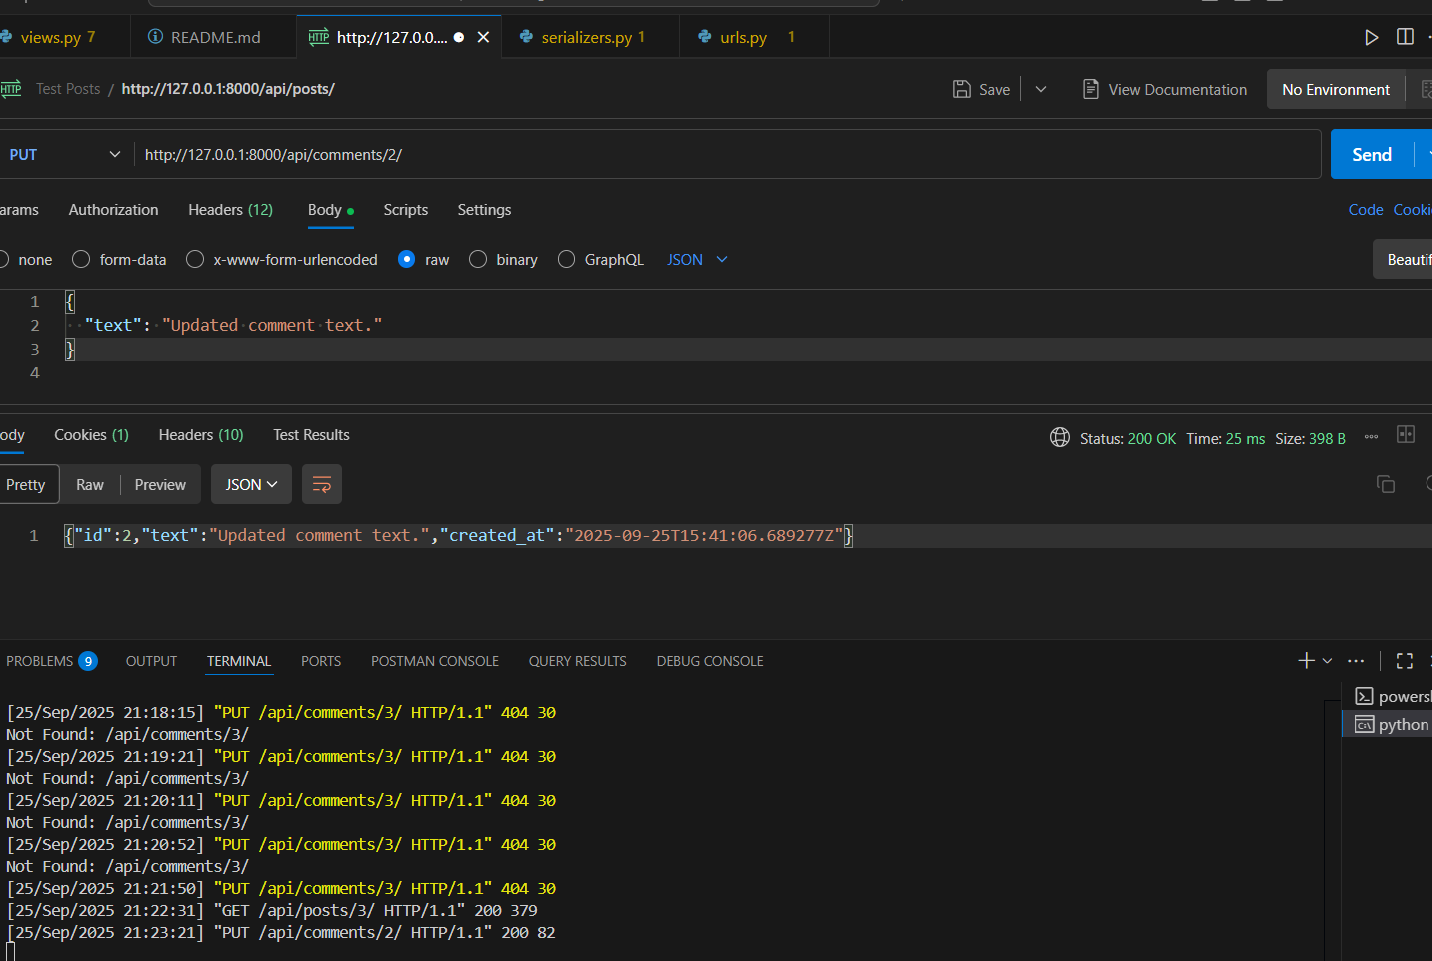 views.py 7
README.md
http://127.0.0....
serializers.py 1
urls.py 1
HTTP Test Posts / http://127.0.0.1:8000/api/posts/
Save
View Documentation
No Environment
PUT
http://127.0.0.1:8000/api/comments/2/
Send
arams Authorization Headers (12) Body Scripts Settings
Code Cooki
none form-data x-www-form-urlencoded raw binary GraphQL JSON
Beautif
1 {
2 "text": "Updated comment text."
3 }
4
ody Cookies (1) Headers (10) Test Results
Status: 200 OK Time: 25 ms Size: 398 B
Pretty Raw Preview JSON
1 {"id":2,"text":"Updated comment text.","created_at":"2025-09-25T15:41:06.689277Z"}
PROBLEMS 9 OUTPUT TERMINAL PORTS POSTMAN CONSOLE QUERY RESULTS DEBUG CONSOLE
[25/Sep/2025 21:18:15] "PUT /api/comments/3/ HTTP/1.1" 404 30
Not Found: /api/comments/3/
[25/Sep/2025 21:19:21] "PUT /api/comments/3/ HTTP/1.1" 404 30
Not Found: /api/comments/3/
[25/Sep/2025 21:20:11] "PUT /api/comments/3/ HTTP/1.1" 404 30
Not Found: /api/comments/3/
[25/Sep/2025 21:20:52] "PUT /api/comments/3/ HTTP/1.1" 404 30
Not Found: /api/comments/3/
[25/Sep/2025 21:21:50] "PUT /api/comments/3/ HTTP/1.1" 404 30
[25/Sep/2025 21:22:31] "GET /api/posts/3/ HTTP/1.1" 200 379
[25/Sep/2025 21:23:21] "PUT /api/comments/2/ HTTP/1.1" 200 82
powersh
python